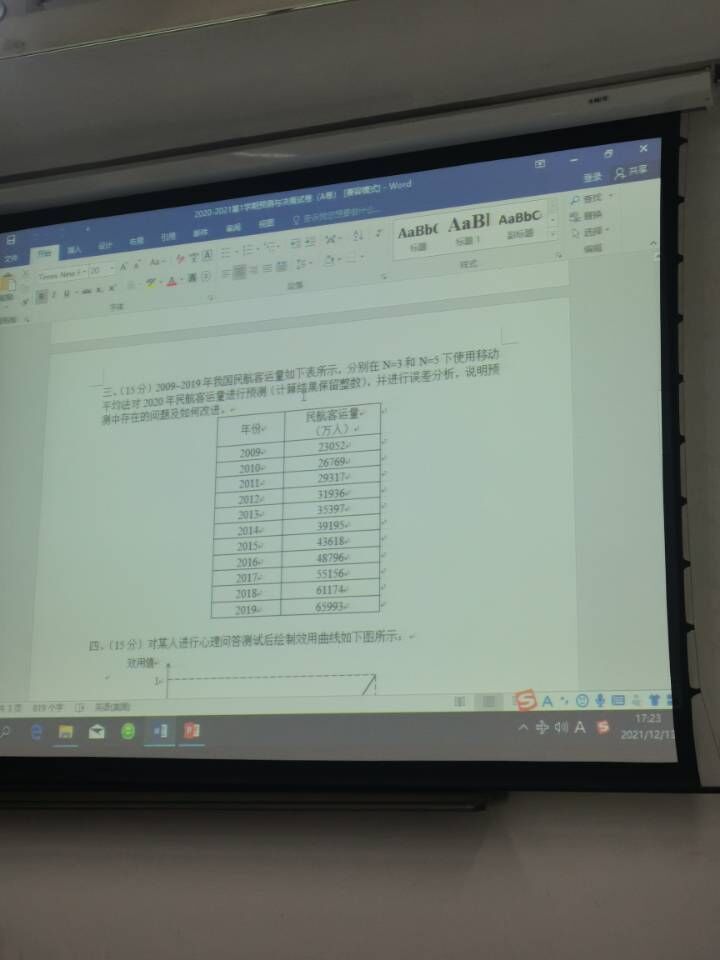 2020-2021第1学期预测与决策试卷（A卷） [兼容模式] - Word
登录 共享
文件 开始 插入 设计 布局 引用 邮件 审阅 视图
Times New R 20
AaBbC AaBl AaBbC
标题 标题 1 副标题
查找
替换
选择
字体 段落 样式 编辑
三、（15 分）2009~2019 年我国民航客运量如下表所示，分别在 N=3 和 N=5 下使用移动
平均法对 2020 年民航客运量进行预测（计算结果保留整数），并进行误差分析，说明预
测中存在的问题及如何改进。
年份 民航客运量
（万人）
2009 23052
2010 26769
2011 29317
2012 31936
2013 35397
2014 39195
2015 43618
2016 48796
2017 55156
2018 61174
2019 65993
四、（15 分）对某人进行心理问答测试后绘制效用曲线如下图所示。
效用值
1
819 个字 英语(美国)
17:23
2021/12/13